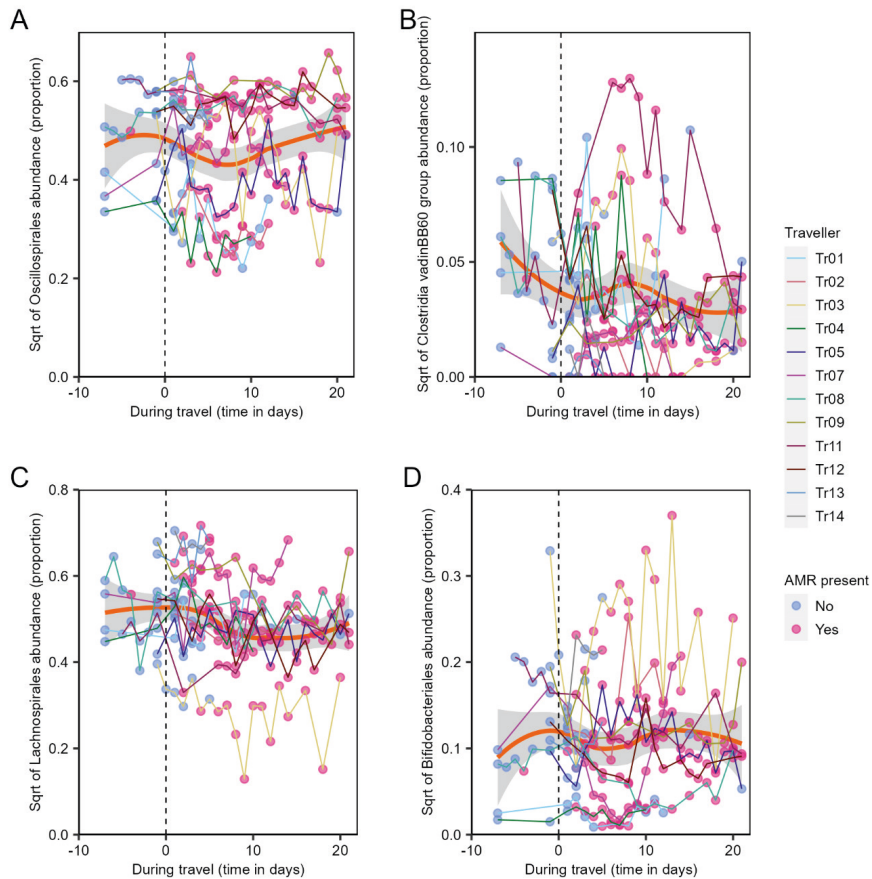 A
Sqrt of Oscillospirales abundance (proportion)
0.6
0.4
0.2
0.0
-10
0
10
20
During travel (time in days)
B
Sqrt of Clostridia vadinBB60 group abundance (proportion)
0.10
0.05
0.00
-10
0
10
20
During travel (time in days)
C
Sqrt of Lachnospirales abundance (proportion)
0.8
0.6
0.4
0.2
0.0
-10
0
10
20
During travel (time in days)
D
Sqrt of Bifidobacteriales abundance (proportion)
0.4
0.3
0.2
0.1
0.0
-10
0
10
20
During travel (time in days)
Traveller
Tr01
Tr02
Tr03
Tr04
Tr05
Tr07
Tr08
Tr09
Tr11
Tr12
Tr13
Tr14
AMR present
No
Yes